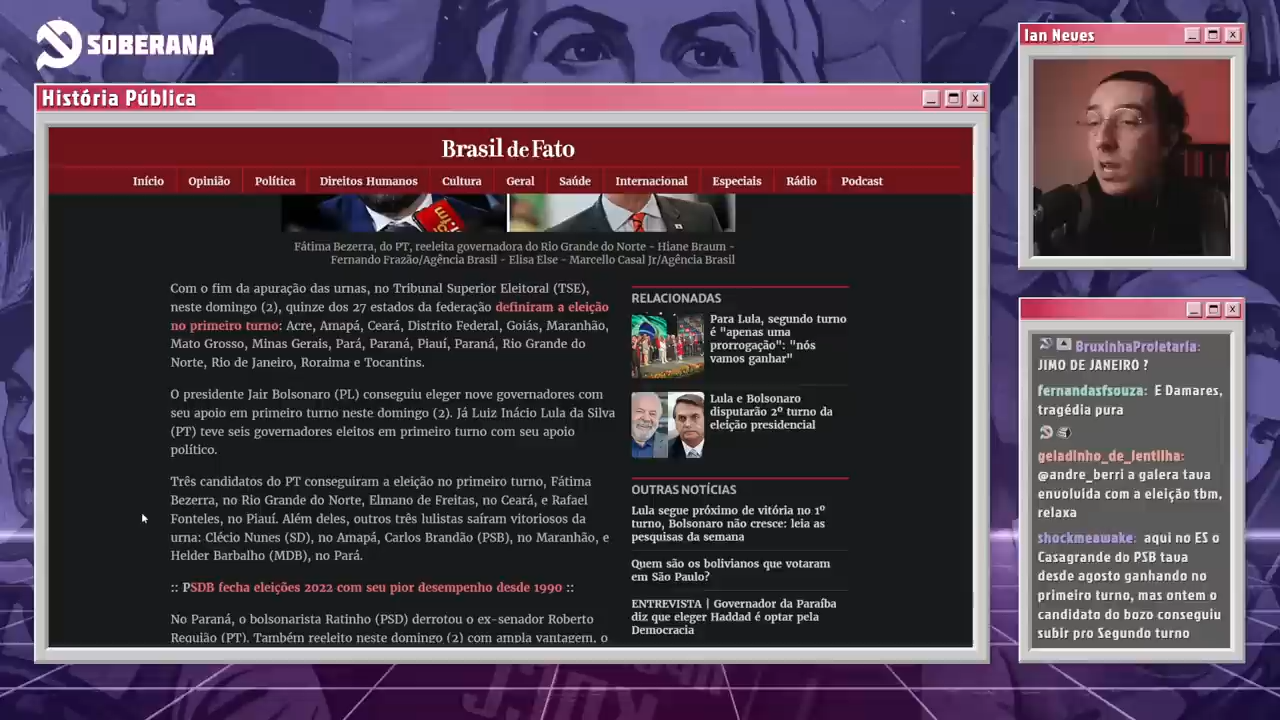 SOBERANA
História Pública
Brasil de Fato
Início Opinião Política Direitos Humanos Cultura Geral Saúde Internacional Especiais Rádio Podcast
Fátima Bezerra, do PT, reeleita governadora do Rio Grande do Norte - Hiane Braum -
Fernando Frazão/Agência Brasil - Elisa Else - Marcello Casal Jr/Agência Brasil
Com o fim da apuração das urnas, no Tribunal Superior Eleitoral (TSE),
neste domingo (2), quinze dos 27 estados da federação definiram a eleição
no primeiro turno: Acre, Amapá, Ceará, Distrito Federal, Goiás, Maranhão,
Mato Grosso, Minas Gerais, Pará, Paraná, Piauí, Paraná, Rio Grande do
Norte, Rio de Janeiro, Roraima e Tocantins.
O presidente Jair Bolsonaro (PL) conseguiu eleger nove governadores com
seu apoio em primeiro turno neste domingo (2). Já Luiz Inácio Lula da Silva
(PT) teve seis governadores eleitos em primeiro turno com seu apoio
político.
Três candidatos do PT conseguiram a eleição no primeiro turno, Fátima
Bezerra, no Rio Grande do Norte, Elmano de Freitas, no Ceará, e Rafael
Fonteles, no Piauí. Além deles, outros três lulistas saíram vitoriosos da
urna: Clécio Nunes (SD), no Amapá, Carlos Brandão (PSB), no Maranhão, e
Helder Barbalho (MDB), no Pará.
:: PSDB fecha eleições 2022 com seu pior desempenho desde 1990 ::
No Paraná, o bolsonarista Ratinho (PSD) derrotou o ex-senador Roberto
Requião (PT). Também reeleito neste domingo (2) com ampla vantagem, o
RELACIONADAS
Para Lula, segundo turno
é "apenas uma
prorrogação": "nós
vamos ganhar"
Lula e Bolsonaro
disputarão 2º turno da
eleição presidencial
OUTRAS NOTÍCIAS
Lula segue próximo de vitória no 1º
turno, Bolsonaro não cresce: leia as
pesquisas da semana
Quem são os bolivianos que votaram
em São Paulo?
ENTREVISTA | Governador da Paraíba
diz que eleger Haddad é optar pela
Democracia
Ian Neves
BruxinhaProletaria:
JIMO DE JANEIRO ?
fernandasfsouza: E Damares,
tragédia pura
geladinho_de_lentilha:
@andre_berri a galera tava
envolvida com a eleição tbm,
relaxa
shockmeawake: aqui no ES o
Casagrande do PSB tava
desde agosto ganhando no
primeiro turno, mas ontem o
candidato do bozo conseguiu
subir pro Segundo turno